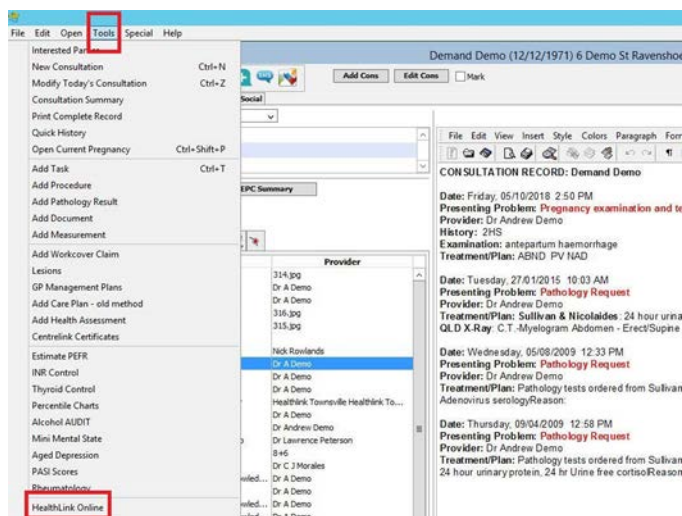 File Edit Open Tools Special Help
Demand Demo (12/12/1971) 6 Demo St Ravenshoe
Interested
New Consultation Ctrl+N
Modify Today's Consultation Ctrl+Z
Consultation Summary
Print Complete Record
Quick History
Open Current Pregnancy Ctrl+Shift+P
Add Task Ctrl+T
Add Procedure
Add Pathology Result
Add Document
Add Measurement
Add Workcover Claim
Lesions
GP Management Plans
Add Care Plan - old method
Add Health Assessment
Centrelink Certificates
Estimate PEFR
INR Control
Thyroid Control
Percentile Charts
Alcohol AUDIT
Mini Mental State
Aged Depression
PASI Scores
Rheumatology
HealthLink Online
Add Cons Edit Cons Mark
Social
EPC Summary
Provider
314.jpg
Dr A Demo
Dr A Demo
316.jpg
315.jpg
Nick Rowlands
Dr A Demo
Dr A Demo
Dr A Demo
Healthlink Townsville Healthlink To...
Dr A Demo
Dr Andrew Demo
Dr Lawrence Peterson
8+6
Dr C J Morales
Dr A Demo
Dr A Demo
Dr A Demo
File Edit View Insert Style Colors Paragraph
CONSULTATION RECORD: Demand Demo
Date: Friday, 05/10/2018 2:50 PM
Presenting Problem: Pregnancy examination and
Provider: Dr Andrew Demo
History: 2HS
Examination: antepartum haemorrhage
Treatment/Plan: ABND PV NAD
Date: Tuesday, 27/01/2015 10:03 AM
Presenting Problem: Pathology Request
Provider: Dr Andrew Demo
Treatment/Plan: Sullivan & Nicolaides: 24 hour
QLD X-Ray: C.T.-Myelogram Abdomen - Erect/Supine
Date: Wednesday, 05/08/2009 12:33 PM
Presenting Problem: Pathology Request
Provider: Dr Andrew Demo
Treatment/Plan: Pathology tests ordered from
Adenovirus serologyReason:
Date: Thursday, 09/04/2009 12:58 PM
Presenting Problem: Pathology Request
Provider: Dr Andrew Demo
Treatment/Plan: Pathology tests ordered from
24 hour urinary protein, 24 hr Urine free cortisolReason